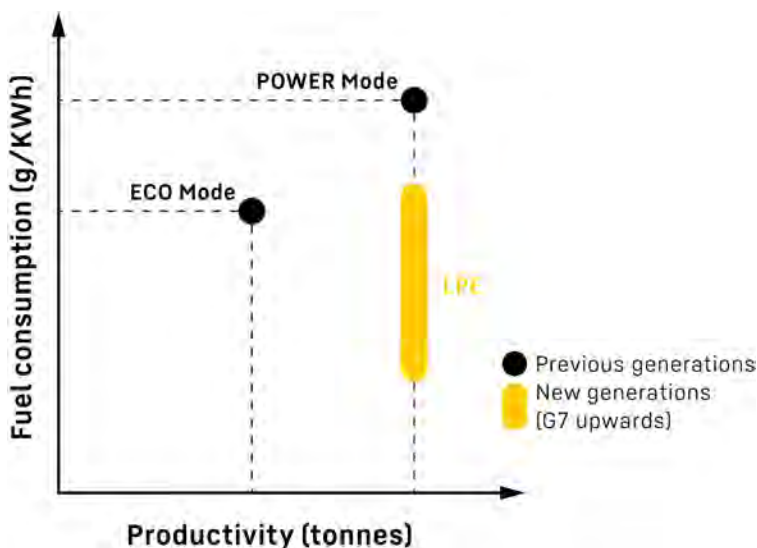 POWER Mode
ECO Mode
LPE
Previous generations
New generations
(G7 upwards)
Fuel consumption (g/KWh)
Productivity (tonnes)